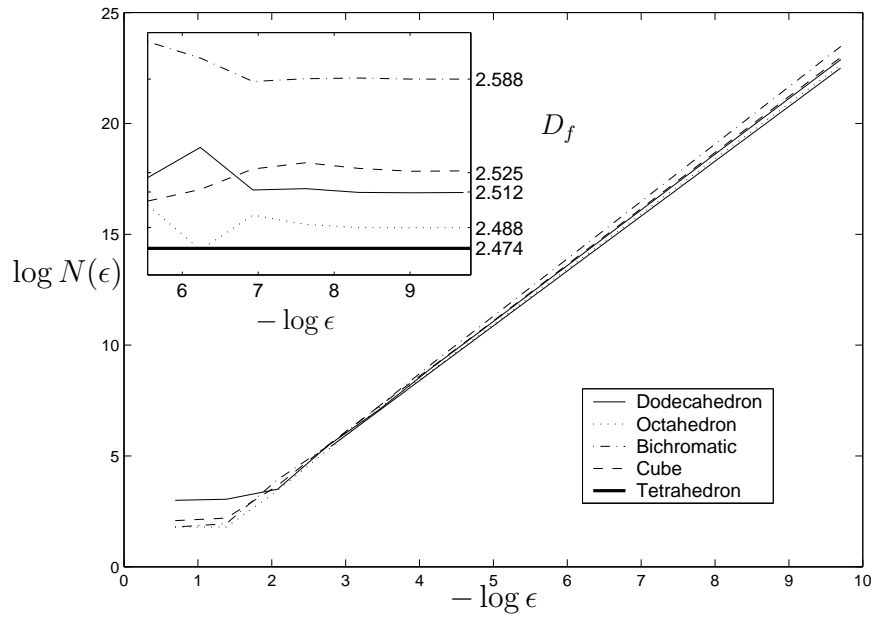 25
20
15
10
5
0
log N(ϵ)
0 1 2 3 4 5 6 7 8 9 10
− log ϵ
2.588
2.525
2.512
2.488
2.474
D_f
6 7 8 9
− log ϵ
Dodecahedron
Octahedron
Bichromatic
Cube
Tetrahedron